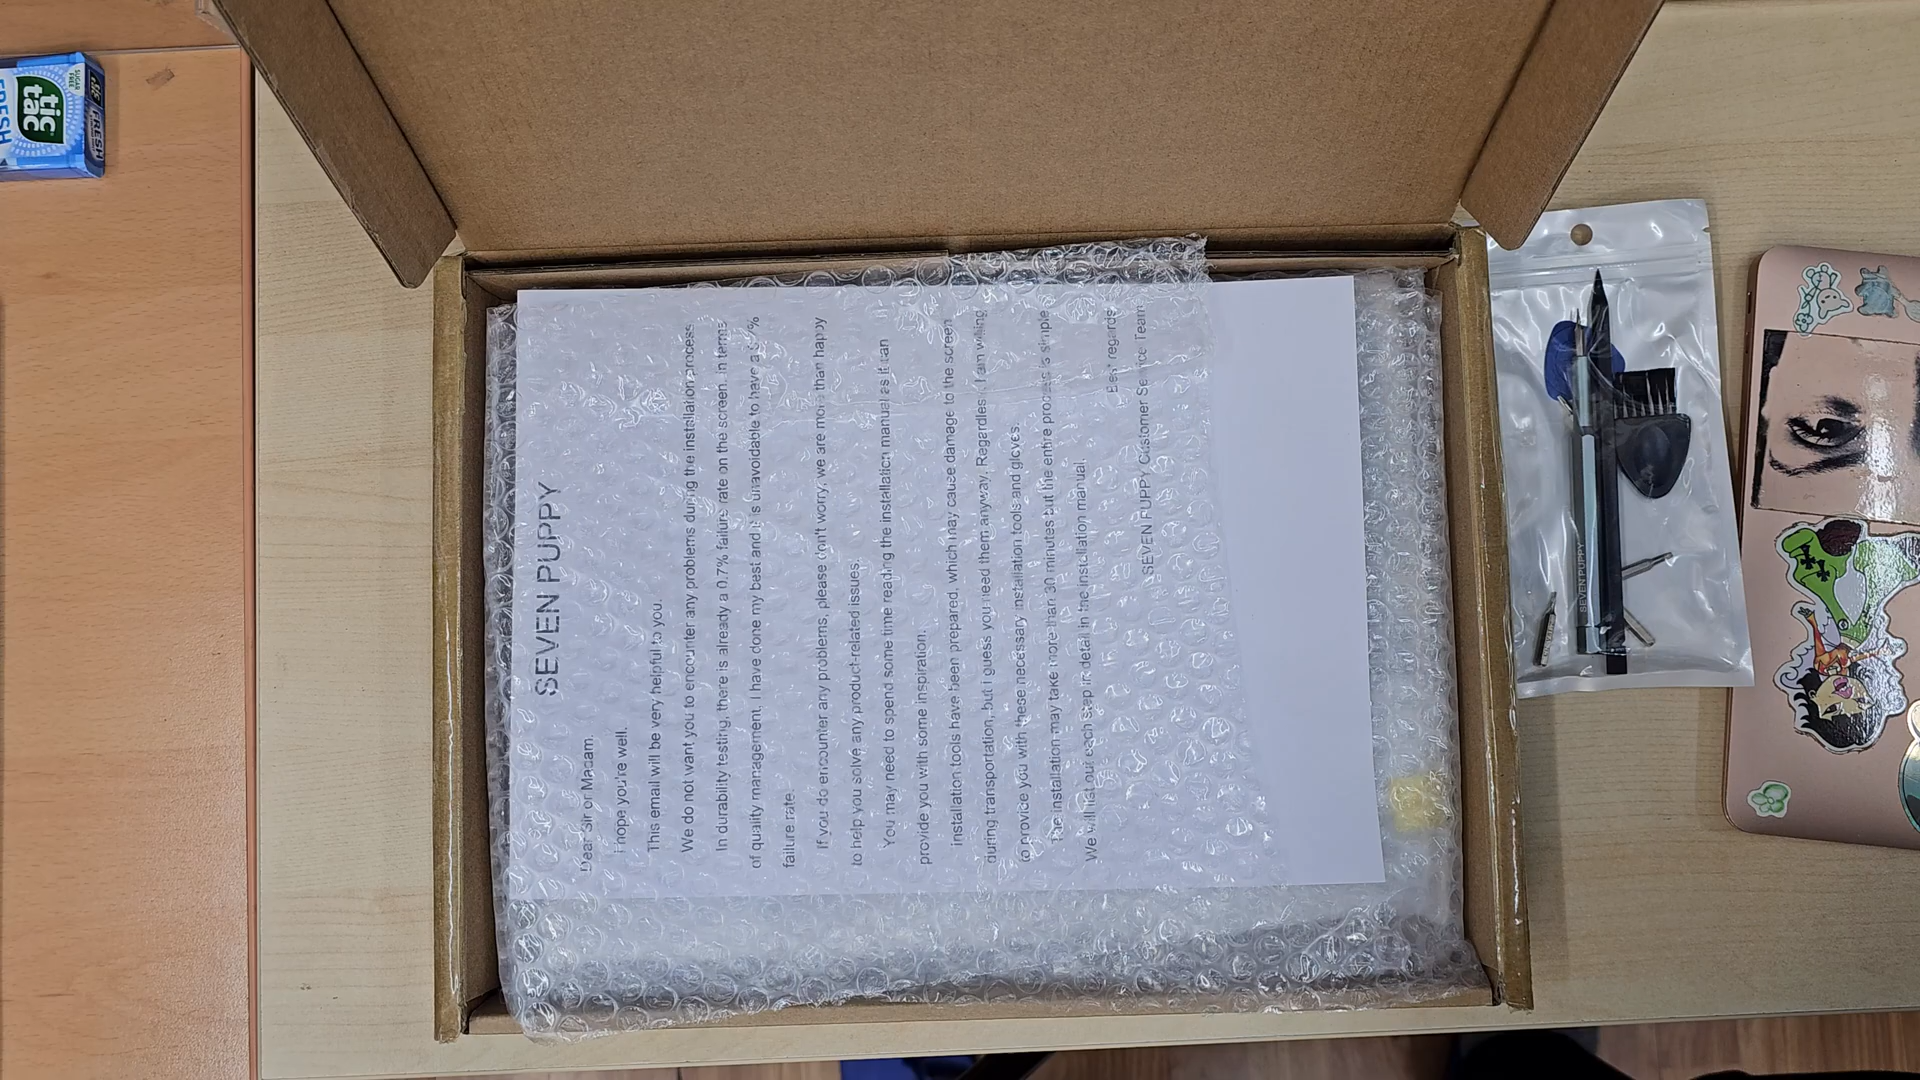 SEVEN PUPPY
Dear Sir or Madam.
I hope you're well.
This email will be very helpful to you.
We do not want you to encounter any problems during the installation process
In durability testing, there is already a 0.7% failure rate on the screen. in terms
of quality management, I have done my best and it is unavoidable to have a
failure rate.
If you do encounter any problems, please don't worry, we are more than happy
to help you solve any product-related issues.
You may need to spend some time reading the installation manual as it can
provide you with some inspiration.
installation tools have been prepared, which may cause damage to the screen
during transportation, but i guess you need them anyway. Regardless, I am willing
to provide you with these necessary installation tools and gloves.
The installation may take more than 30 minutes but the entire process is simple
We will list out each step in detail in the installation manual.
Best regards
SEVEN PUPPY Customer Service Team
SEVEN PUPPY
tic
tac
FRESH
SUGAR
FREE
FRESH